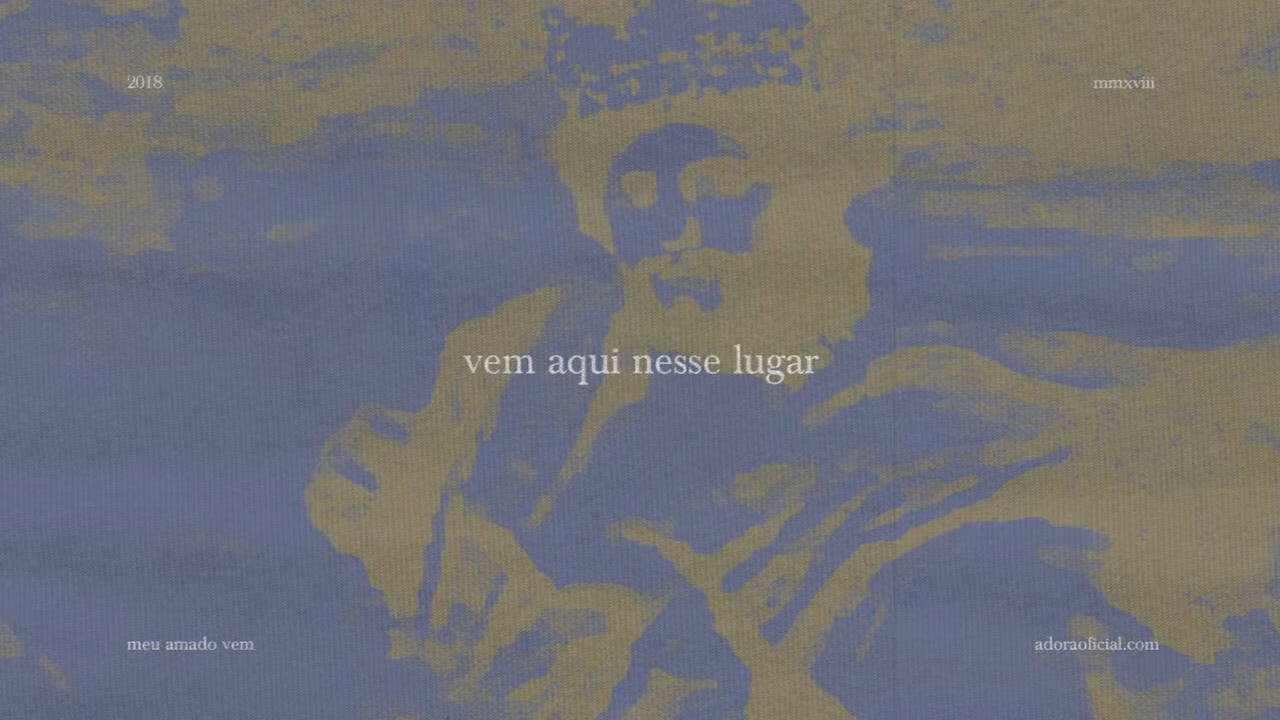 2018
mmxviii
vem aqui nesse lugar
meu amado vem
adoraoficial.com